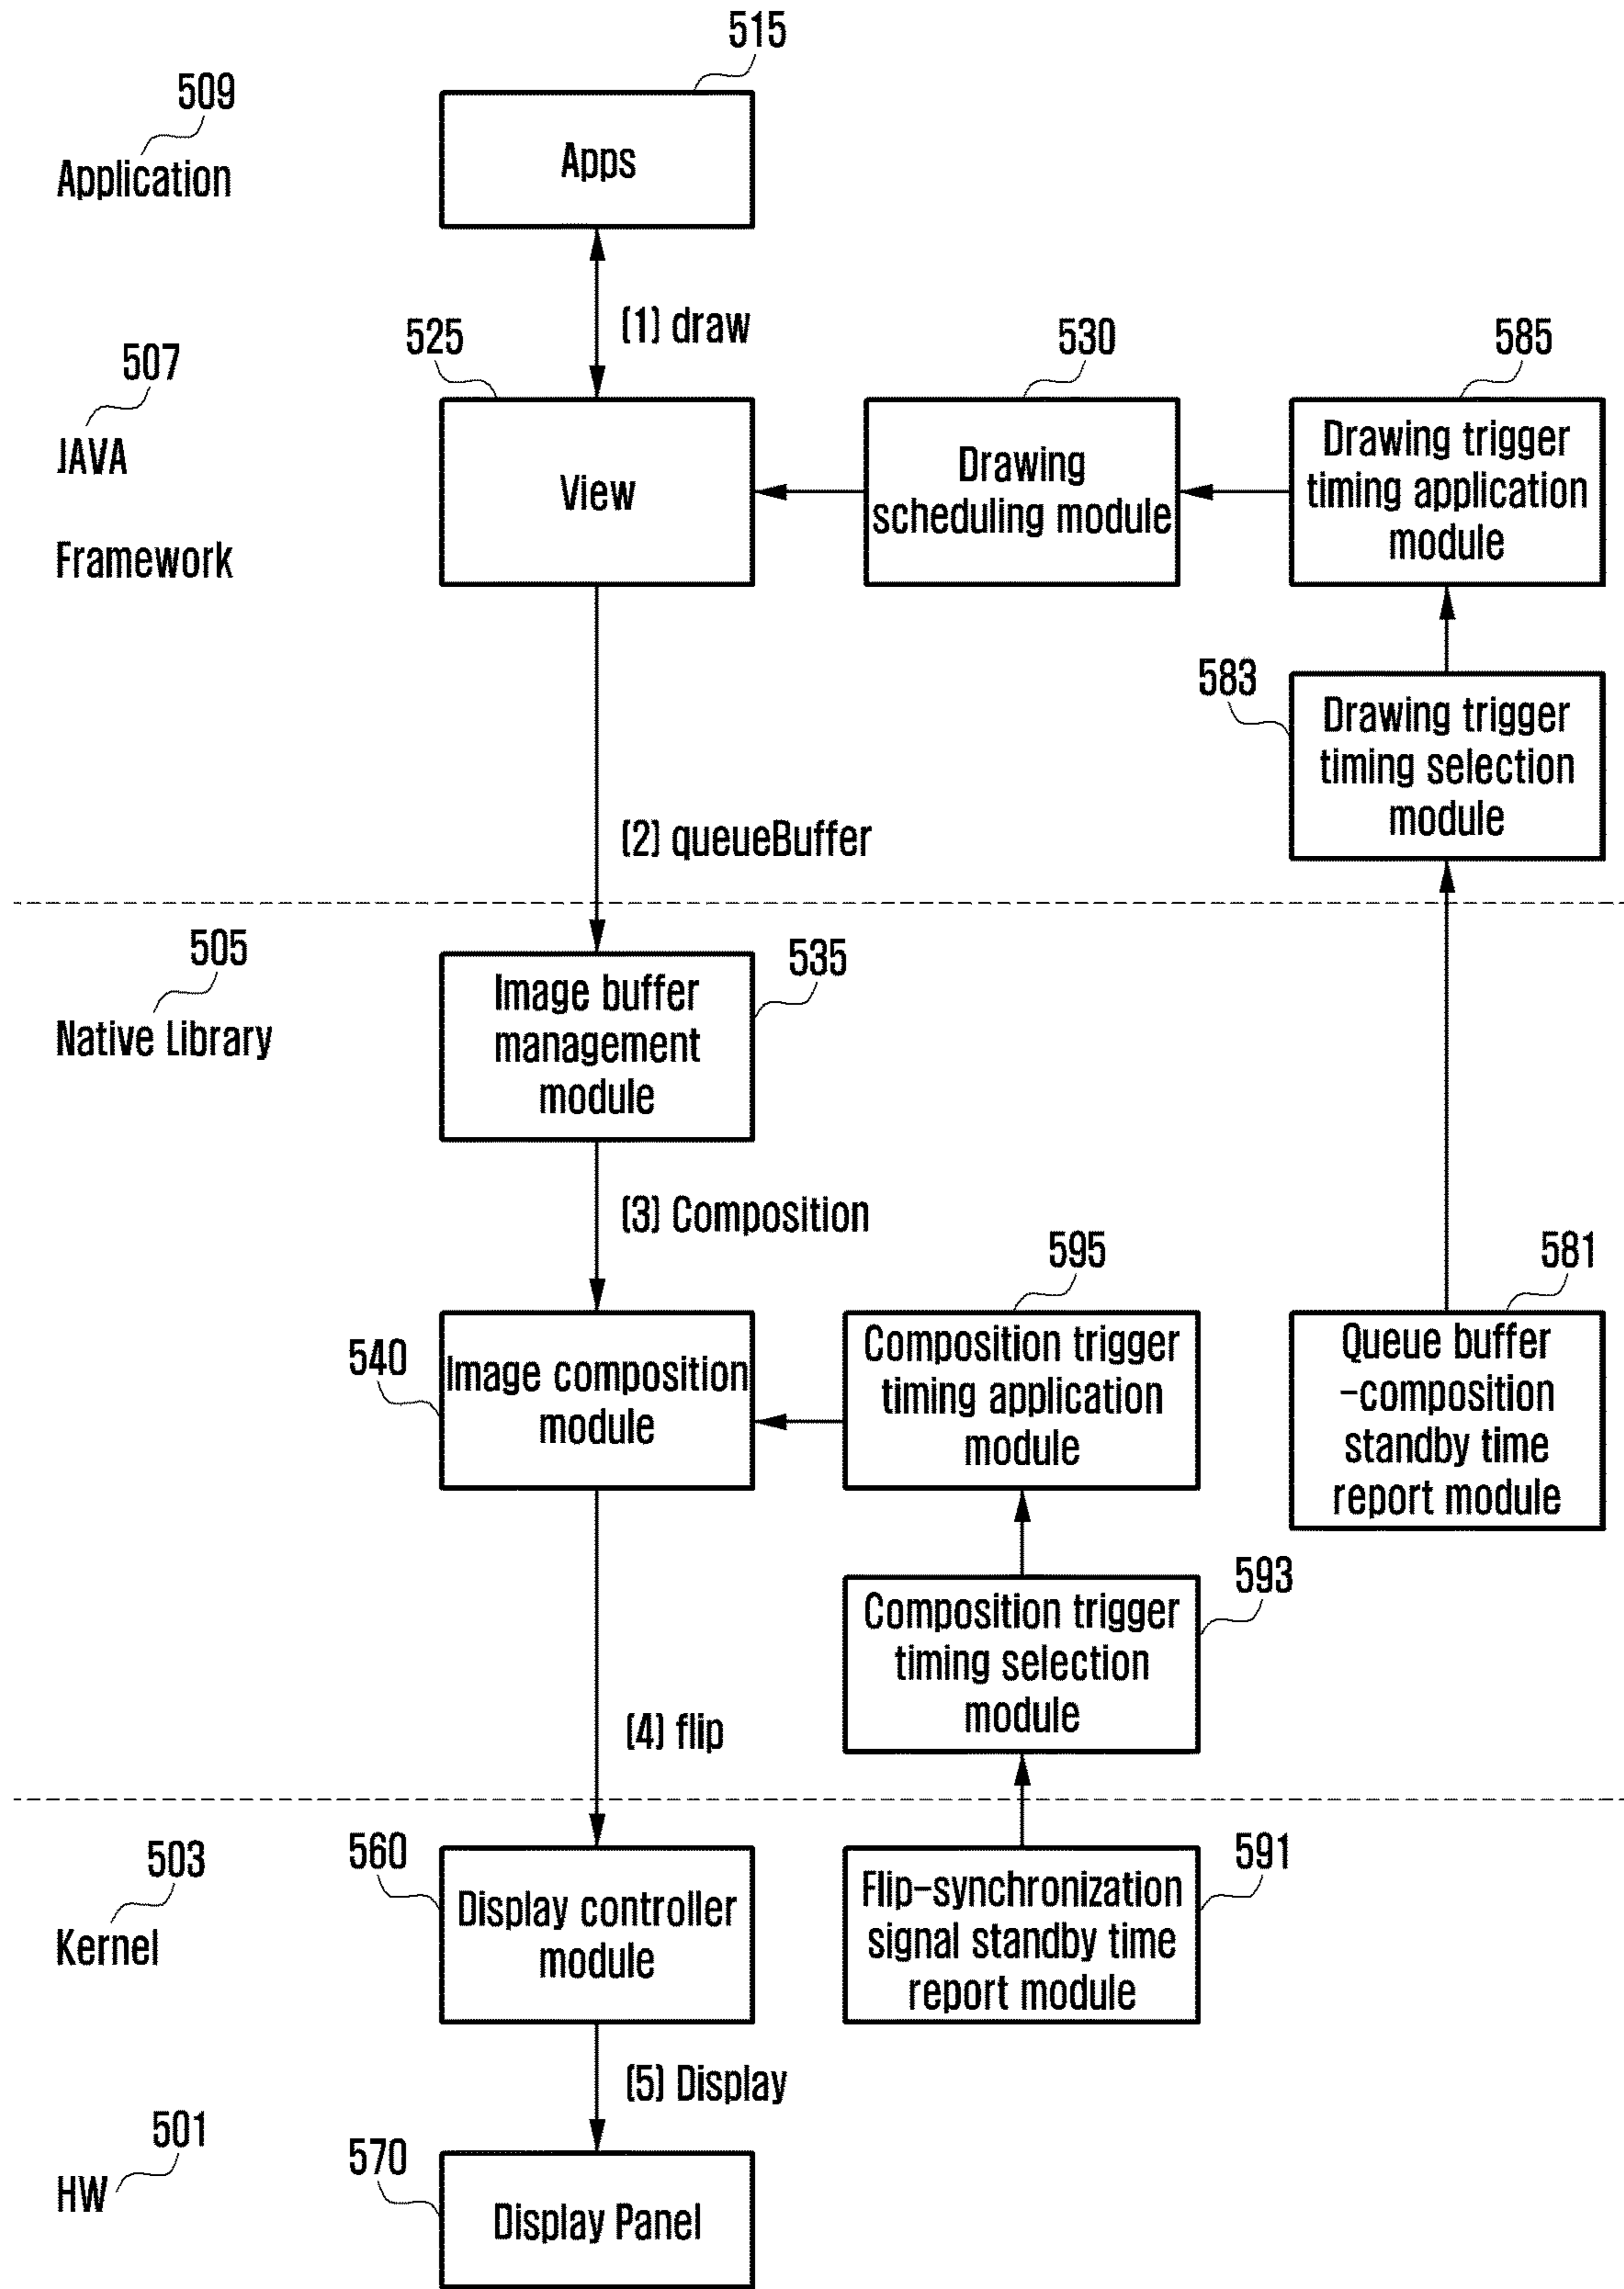 515
509
Apps
Application
(1) draw
525
530
585
507
JAVA
Framework
View
Drawing
scheduling module
Drawing trigger
timing application
module
583
Drawing trigger
timing selection
module
(2) queueBuffer
505
Native Library
535
Image buffer
management
module
(3) Composition
595
581
540
Image composition
module
Composition trigger
timing application
module
Queue buffer
-composition
standby time
report module
593
Composition trigger
timing selection
module
(4) flip
503
Kernel
560
Display controller
module
591
Flip-synchronization
signal standby time
report module
(5) Display
501
HW
570
Display Panel